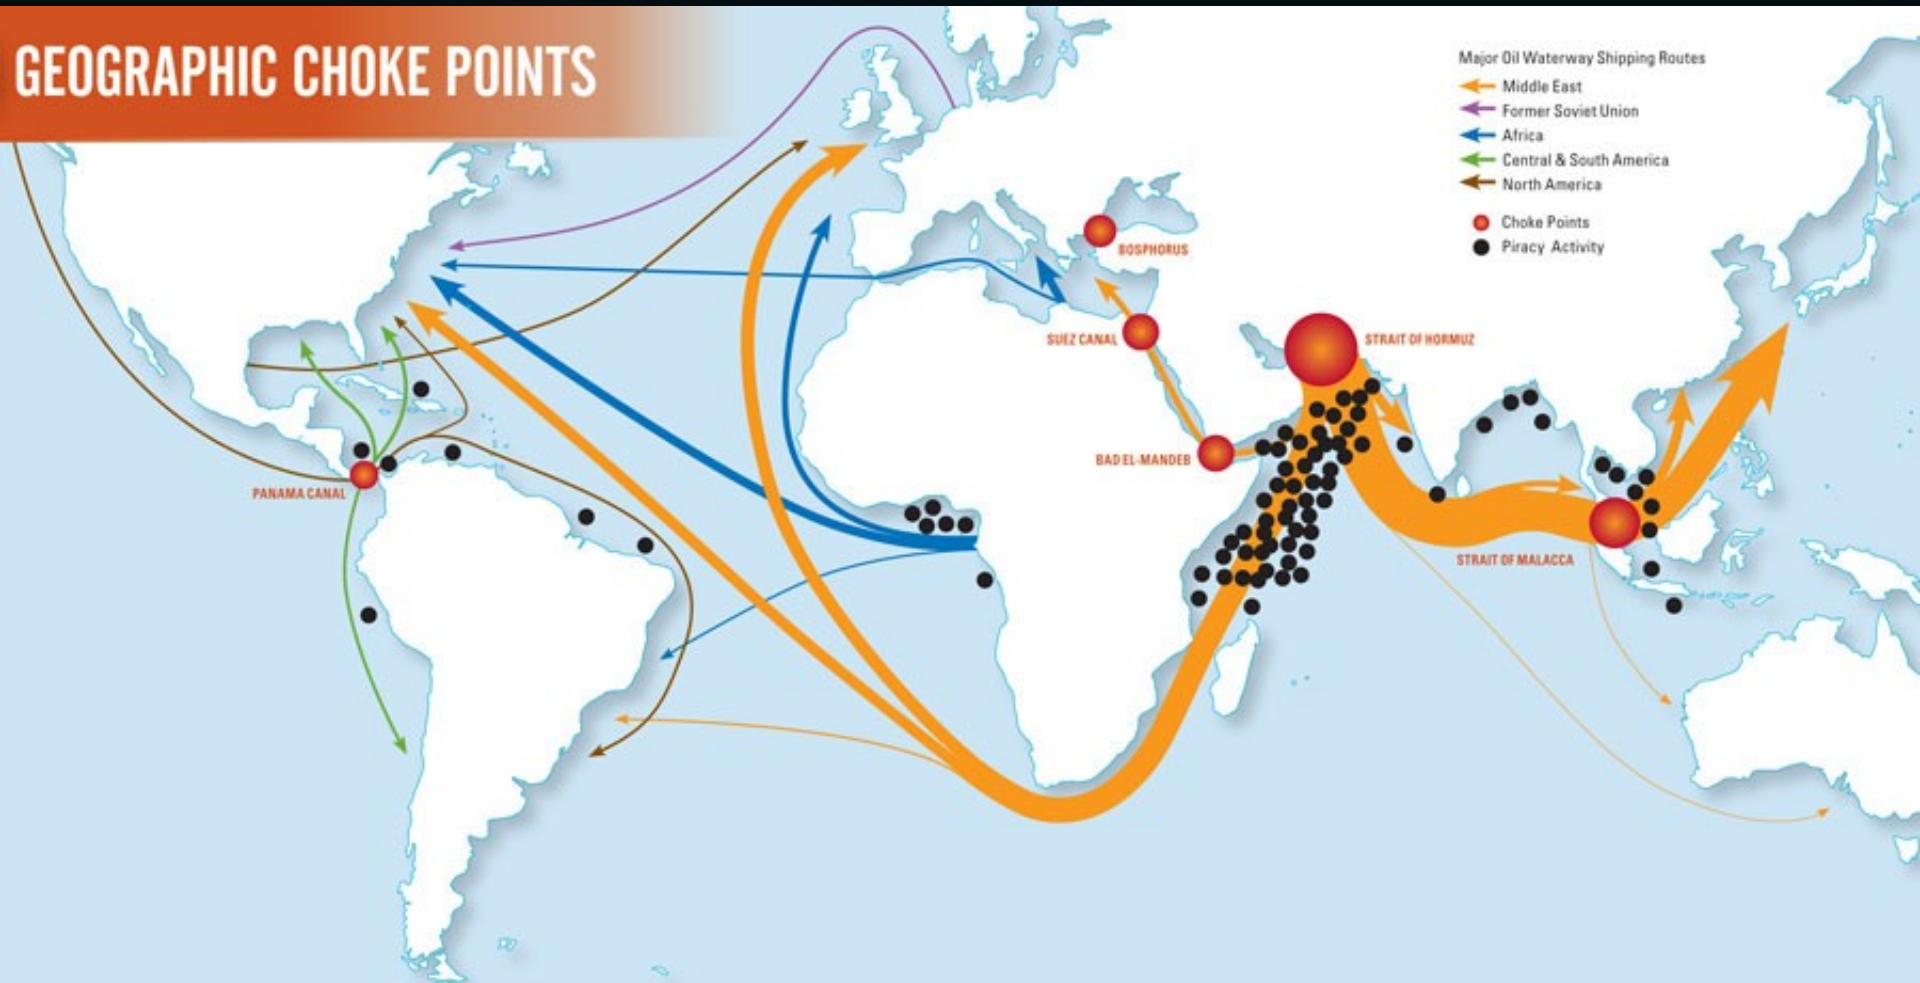 GEOGRAPHIC CHOKE POINTS
Major Oil Waterway Shipping Routes
Middle East
Former Soviet Union
Africa
Central & South America
North America
Choke Points
Piracy Activity
BOSPHORUS
SUEZ CANAL
STRAIT OF HORMUZ
BAD EL-MANDEB
PANAMA CANAL
STRAIT OF MALACCA